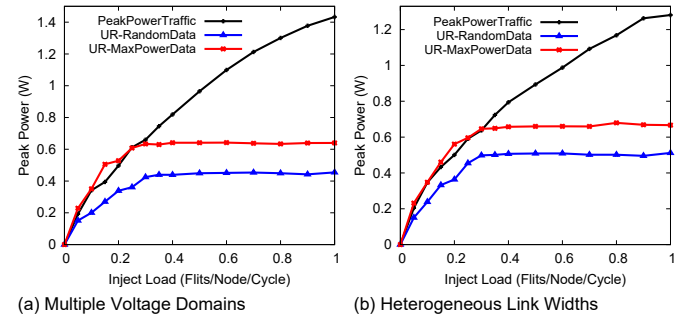 PeakPowerTraffic
UR-RandomData
UR-MaxPowerData
Peak Power (W)
1.4
1.2
1
0.8
0.6
0.4
0.2
0
0 0.2 0.4 0.6 0.8 1
Inject Load (Flits/Node/Cycle)
(a) Multiple Voltage Domains
PeakPowerTraffic
UR-RandomData
UR-MaxPowerData
Peak Power (W)
1.2
1
0.8
0.6
0.4
0.2
0
0 0.2 0.4 0.6 0.8 1
Inject Load (Flits/Node/Cycle)
(b) Heterogeneous Link Widths